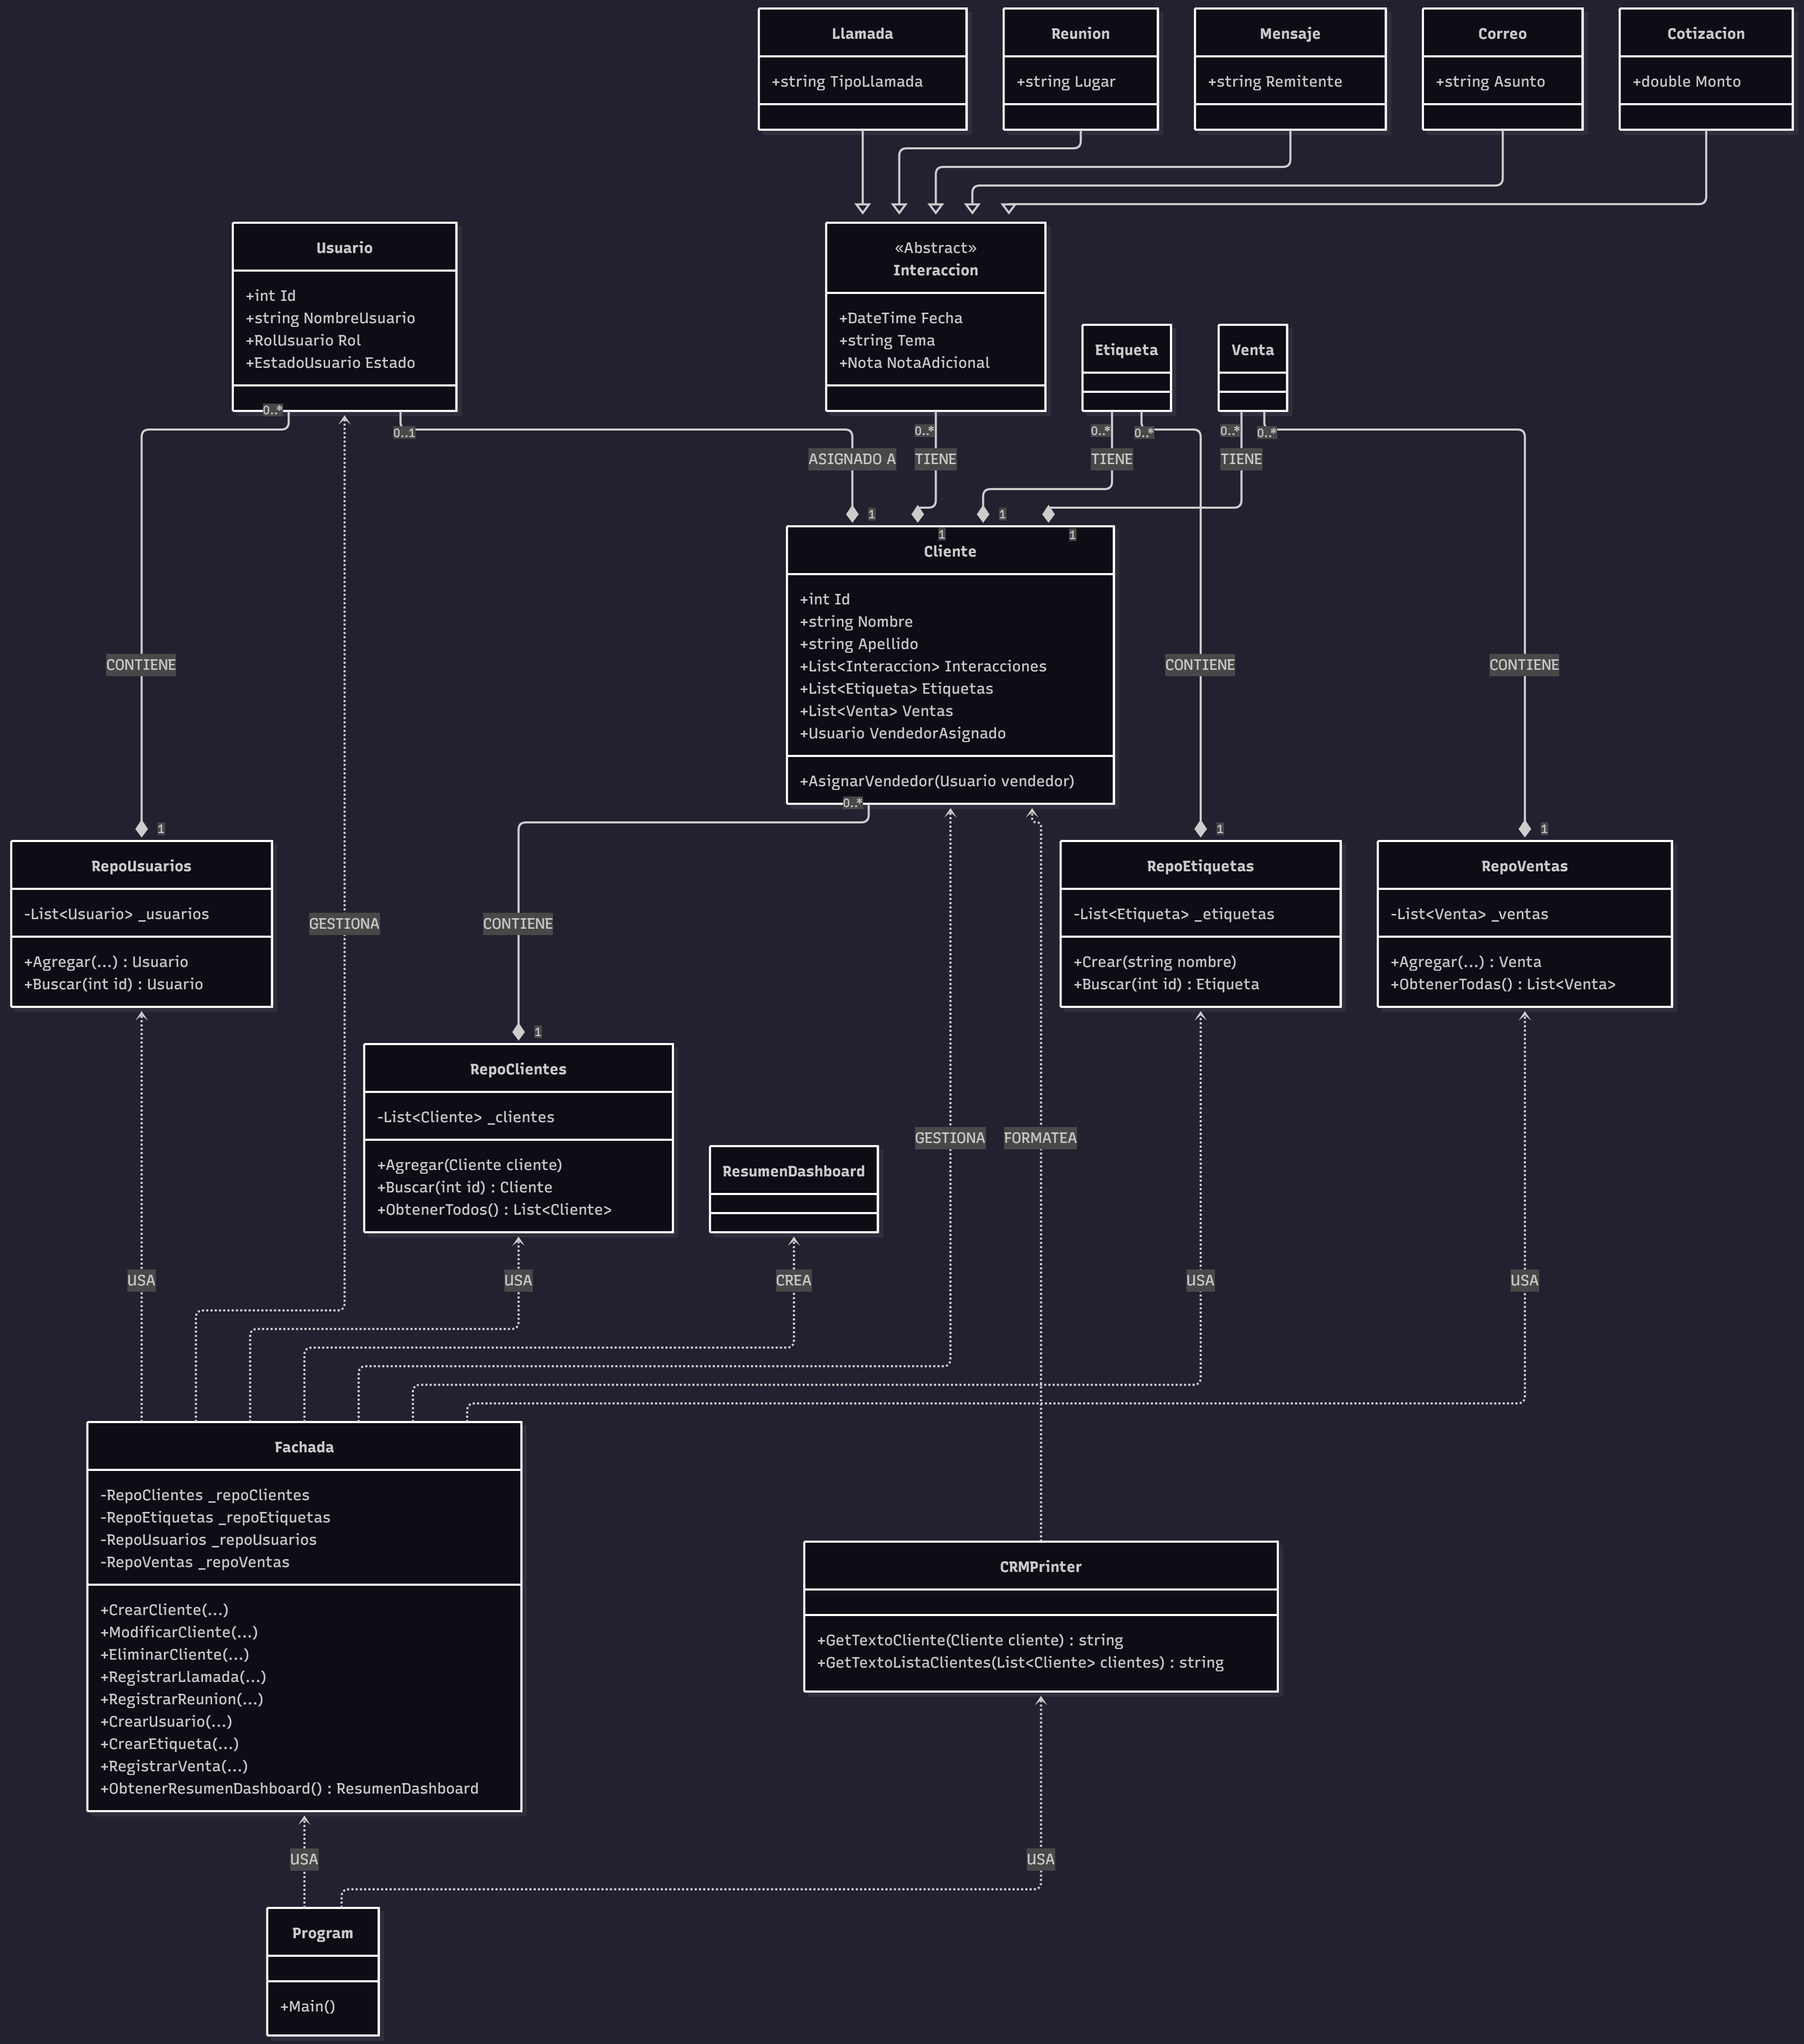 Llamada
+string TipoLlamada
Reunion
+string Lugar
Mensaje
+string Remitente
Correo
+string Asunto
Cotizacion
+double Monto
Usuario
+int Id
+string NombreUsuario
+RolUsuario Rol
+EstadoUsuario Estado
«Abstract»
Interaccion
+DateTime Fecha
+string Tema
+Nota NotaAdicional
Etiqueta
Venta
0..*
0..1
0..*
0..*
0..*
0..*
0..*
ASIGNADO A
TIENE
TIENE
TIENE
1
1
1
1
Cliente
+int Id
+string Nombre
+string Apellido
+List<Interaccion> Interacciones
+List<Etiqueta> Etiquetas
+List<Venta> Ventas
+Usuario VendedorAsignado
+AsignarVendedor(Usuario vendedor)
0..*
CONTIENE
CONTIENE
CONTIENE
1
1
1
RepoUsuarios
-List<Usuario> _usuarios
+Agregar(...) : Usuario
+Buscar(int id) : Usuario
GESTIONA
CONTIENE
RepoEtiquetas
-List<Etiqueta> _etiquetas
+Crear(string nombre)
+Buscar(int id) : Etiqueta
RepoVentas
-List<Venta> _ventas
+Agregar(...) : Venta
+ObtenerTodas() : List<Venta>
1
RepoClientes
-List<Cliente> _clientes
+Agregar(Cliente cliente)
+Buscar(int id) : Cliente
+ObtenerTodos() : List<Cliente>
ResumenDashboard
GESTIONA
FORMATEA
USA
USA
CREA
USA
USA
Fachada
-RepoClientes _repoClientes
-RepoEtiquetas _repoEtiquetas
-RepoUsuarios _repoUsuarios
-RepoVentas _repoVentas
+CrearCliente(...)
+ModificarCliente(...)
+EliminarCliente(...)
+RegistrarLlamada(...)
+RegistrarReunion(...)
+CrearUsuario(...)
+CrearEtiqueta(...)
+RegistrarVenta(...)
+ObtenerResumenDashboard() : ResumenDashboard
CRMPrinter
+GetTextoCliente(Cliente cliente) : string
+GetTextoListaClientes(List<Cliente> clientes) : string
USA
USA
Program
+Main()